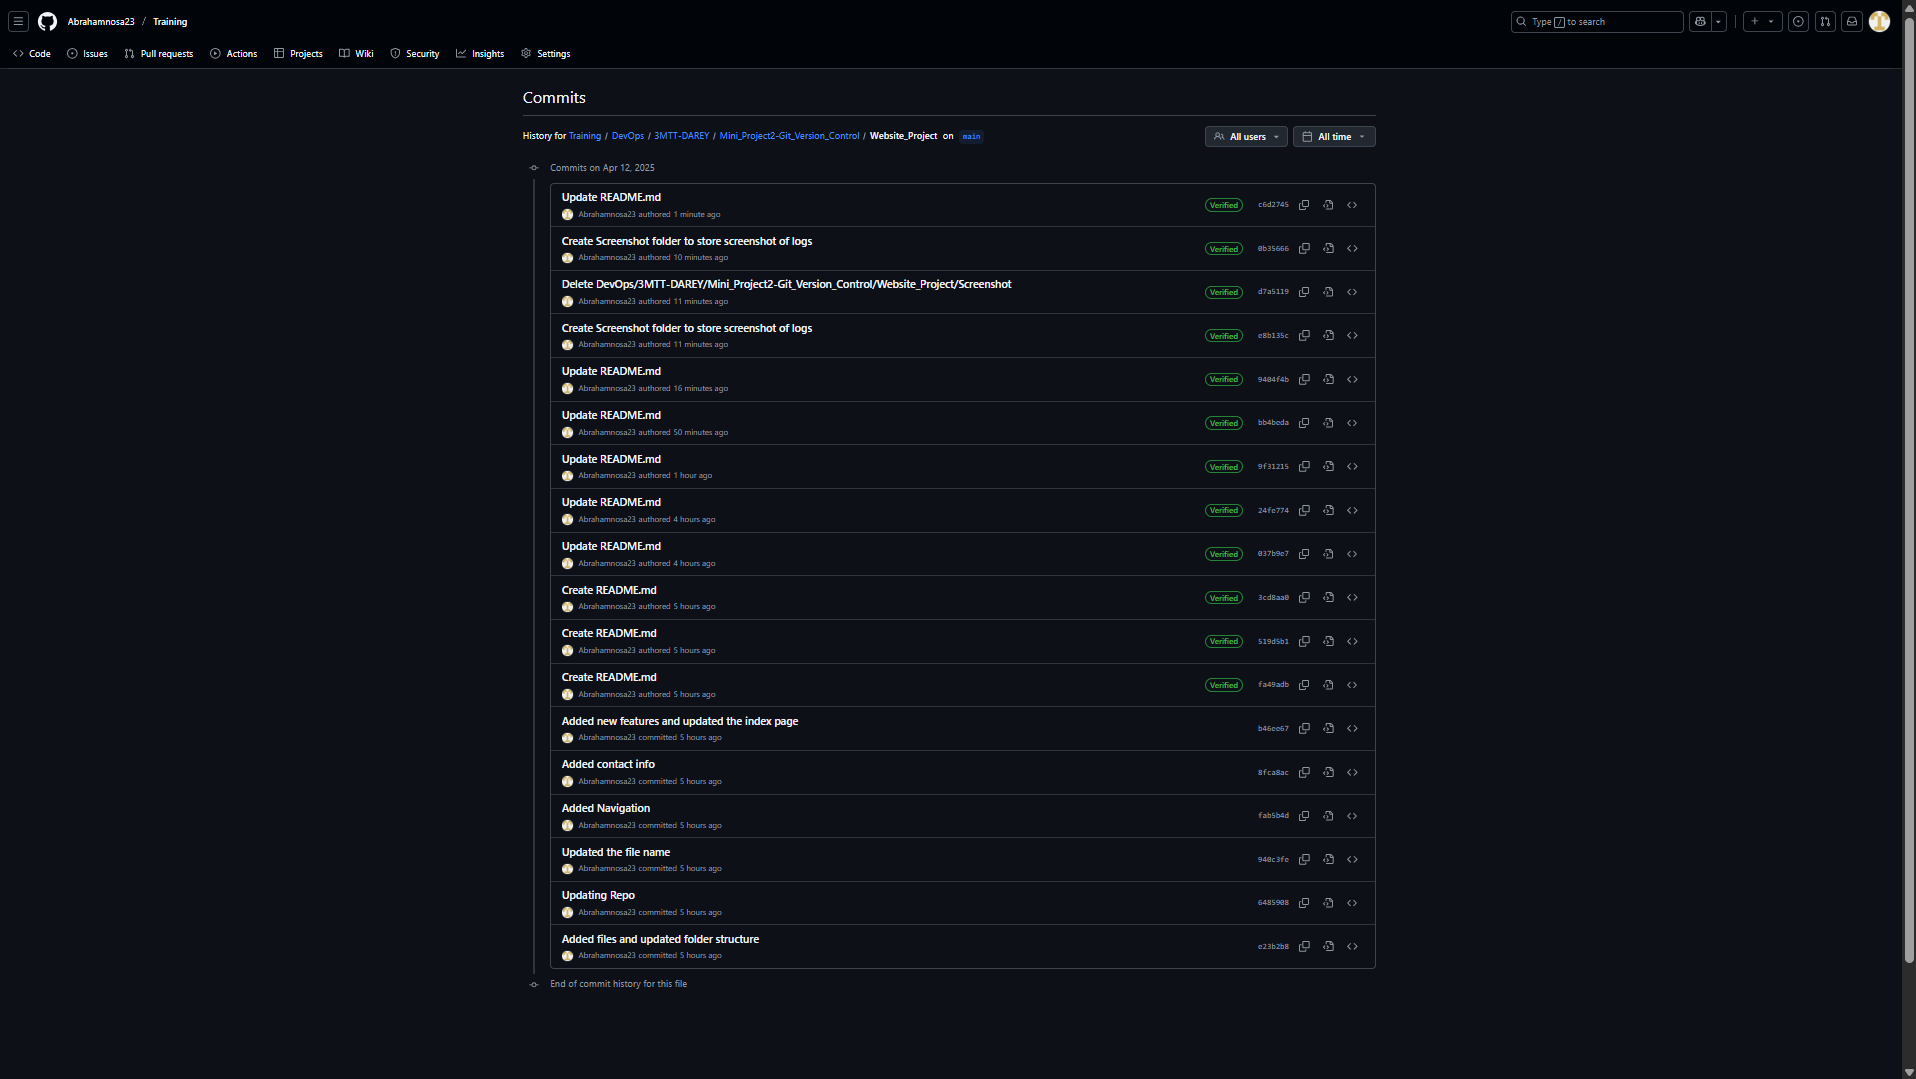 Abrahamnosa23 / Training
Type / to search
Code Issues Pull requests Actions Projects Wiki Security Insights Settings
Commits
History for Training / DevOps / 3MTT-DAREY / Mini_Project2-Git_Version_Control / Website_Project on main
All users All time
Commits on Apr 12, 2025
Update README.md
Verified c6d2745
Abrahamnosa23 authored 1 minute ago
Create Screenshot folder to store screenshot of logs
Verified 0b35666
Abrahamnosa23 authored 10 minutes ago
Delete DevOps/3MTT-DAREY/Mini_Project2-Git_Version_Control/Website_Project/Screenshot
Verified d7a5119
Abrahamnosa23 authored 11 minutes ago
Create Screenshot folder to store screenshot of logs
Verified e8b135c
Abrahamnosa23 authored 11 minutes ago
Update README.md
Verified 9404f4b
Abrahamnosa23 authored 16 minutes ago
Update README.md
Verified bb4beda
Abrahamnosa23 authored 50 minutes ago
Update README.md
Verified 9f31215
Abrahamnosa23 authored 1 hour ago
Update README.md
Verified 24fe774
Abrahamnosa23 authored 4 hours ago
Update README.md
Verified 037b9e7
Abrahamnosa23 authored 4 hours ago
Create README.md
Verified 3cd8aa0
Abrahamnosa23 authored 5 hours ago
Create README.md
Verified 519d5b1
Abrahamnosa23 authored 5 hours ago
Create README.md
Verified fa49adb
Abrahamnosa23 authored 5 hours ago
Added new features and updated the index page
b46ee67
Abrahamnosa23 committed 5 hours ago
Added contact info
8fca8ac
Abrahamnosa23 committed 5 hours ago
Added Navigation
fab5b4d
Abrahamnosa23 committed 5 hours ago
Updated the file name
940c3fe
Abrahamnosa23 committed 5 hours ago
Updating Repo
6485908
Abrahamnosa23 committed 5 hours ago
Added files and updated folder structure
e23b2b8
Abrahamnosa23 committed 5 hours ago
End of commit history for this file